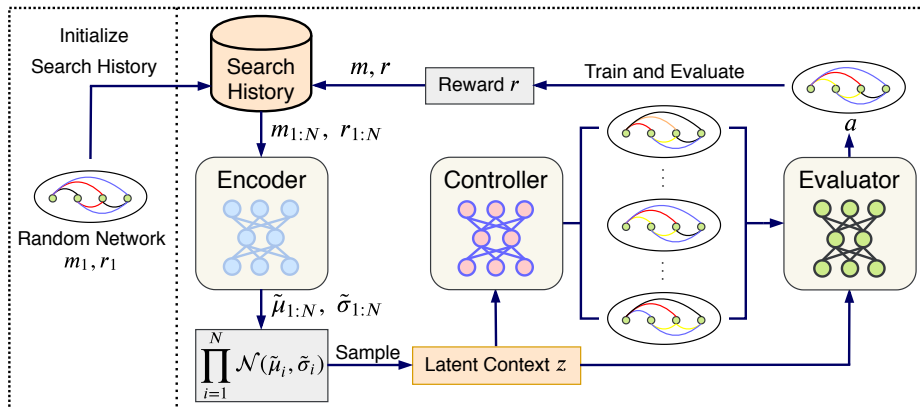 Initialize
Search History
Random Network
m₁, r₁
Search
History
m, r
Reward r
Train and Evaluate
a
m₁:N, r₁:N
Encoder
Controller
Evaluator
μ̃₁:N, σ̃₁:N
∏ᵢ₌₁ᴺ 𝒩(μ̃ᵢ, σ̃ᵢ)
Sample
Latent Context z